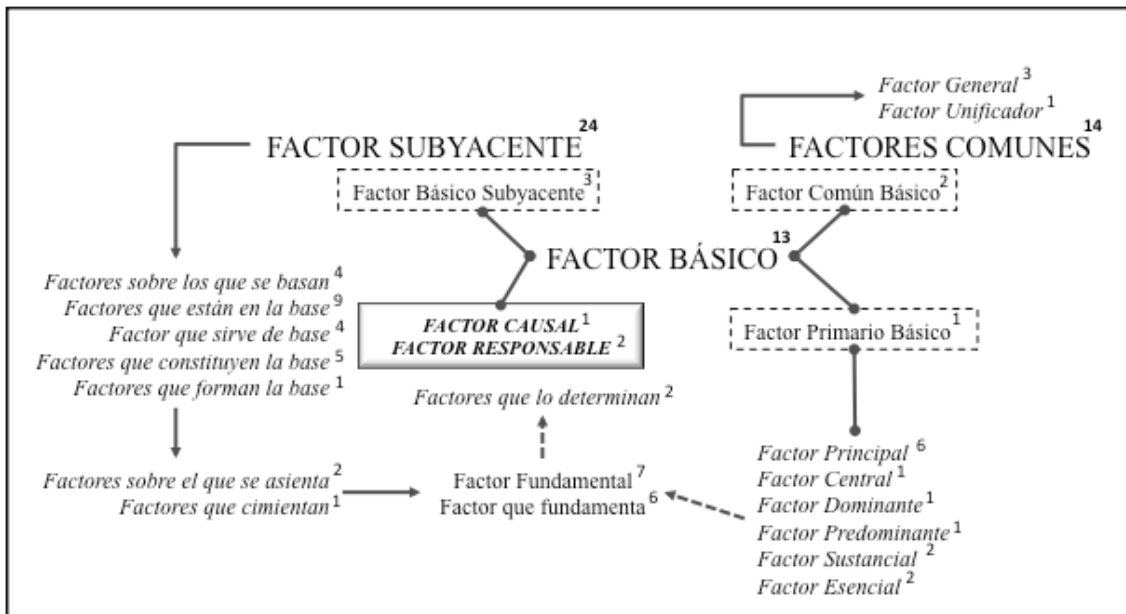 Factor General 3
Factor Unificador 1
FACTOR SUBYACENTE 24
FACTORES COMUNES 14
Factor Básico Subyacente 3
Factor Común Básico 2
FACTOR BÁSICO 13
Factores sobre los que se basan 4
Factores que están en la base 9
Factor que sirve de base 4
Factores que constituyen la base 5
Factores que forman la base 1
FACTOR CAUSAL 1
FACTOR RESPONSABLE 2
Factor Primario Básico 1
Factores que lo determinan 2
Factores sobre el que se asienta 2
Factores que cimientan 1
Factor Fundamental 7
Factor que fundamenta 6
Factor Principal 6
Factor Central 1
Factor Dominante 1
Factor Predominante 1
Factor Sustancial 2
Factor Esencial 2